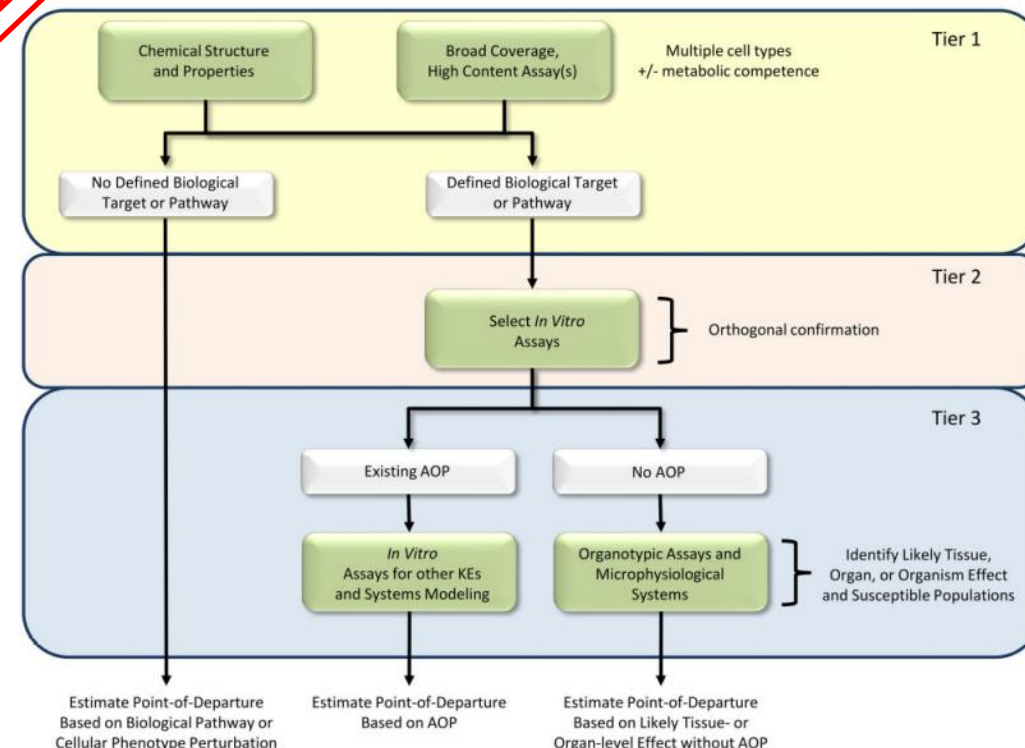 Tier 1
Chemical Structure
and Properties
Broad Coverage,
High Content Assay(s)
Multiple cell types
+/- metabolic competence
No Defined Biological
Target or Pathway
Defined Biological Target
or Pathway
Tier 2
Select In Vitro
Assays
Orthogonal confirmation
Tier 3
Existing AOP
No AOP
In Vitro
Assays for other KEs
and Systems Modeling
Organotypic Assays and
Microphysiological
Systems
Identify Likely Tissue,
Organ, or Organism Effect
and Susceptible Populations
Estimate Point-of-Departure
Based on Biological Pathway or
Cellular Phenotype Perturbation
Estimate Point-of-Departure
Based on AOP
Estimate Point-of-Departure
Based on Likely Tissue- or
Organ-level Effect without AOP